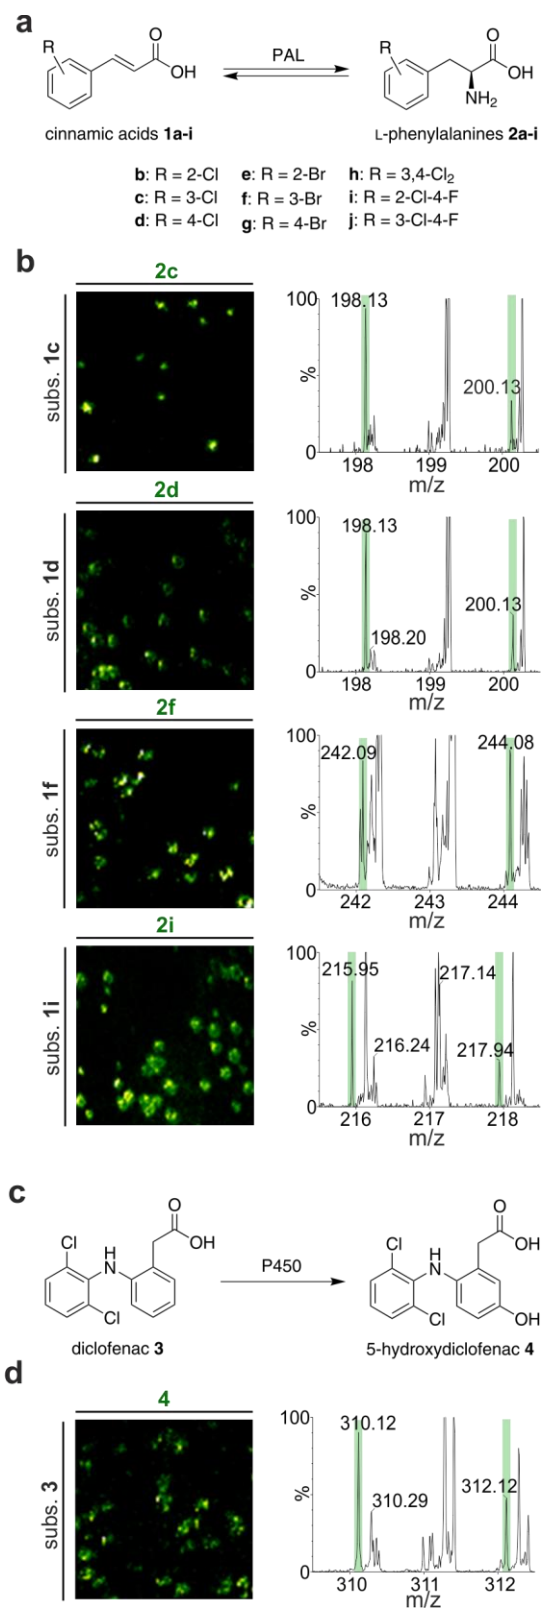 a
R
O
OH
PAL
R
O
OH
NH2
cinnamic acids 1a-i
L-phenylalanines 2a-i
b: R = 2-Cl e: R = 2-Br h: R = 3,4-Cl2
c: R = 3-Cl f: R = 3-Br i: R = 2-Cl-4-F
d: R = 4-Cl g: R = 4-Br j: R = 3-Cl-4-F
b
2c
subs. 1c
100
%
0
198.13
200.13
198 199 200
m/z
2d
subs. 1d
100
%
0
198.13
198.20
200.13
198 199 200
m/z
2f
subs. 1f
100
%
0
242.09
244.08
242 243 244
m/z
2i
subs. 1i
100
%
0
215.95
216.24
217.14
217.94
216 217 218
m/z
c
Cl
H
N
Cl
O
OH
P450
Cl
H
N
Cl
O
OH
OH
diclofenac 3
5-hydroxydiclofenac 4
d
4
subs. 3
100
%
0
310.12
310.29
312.12
310 311 312
m/z